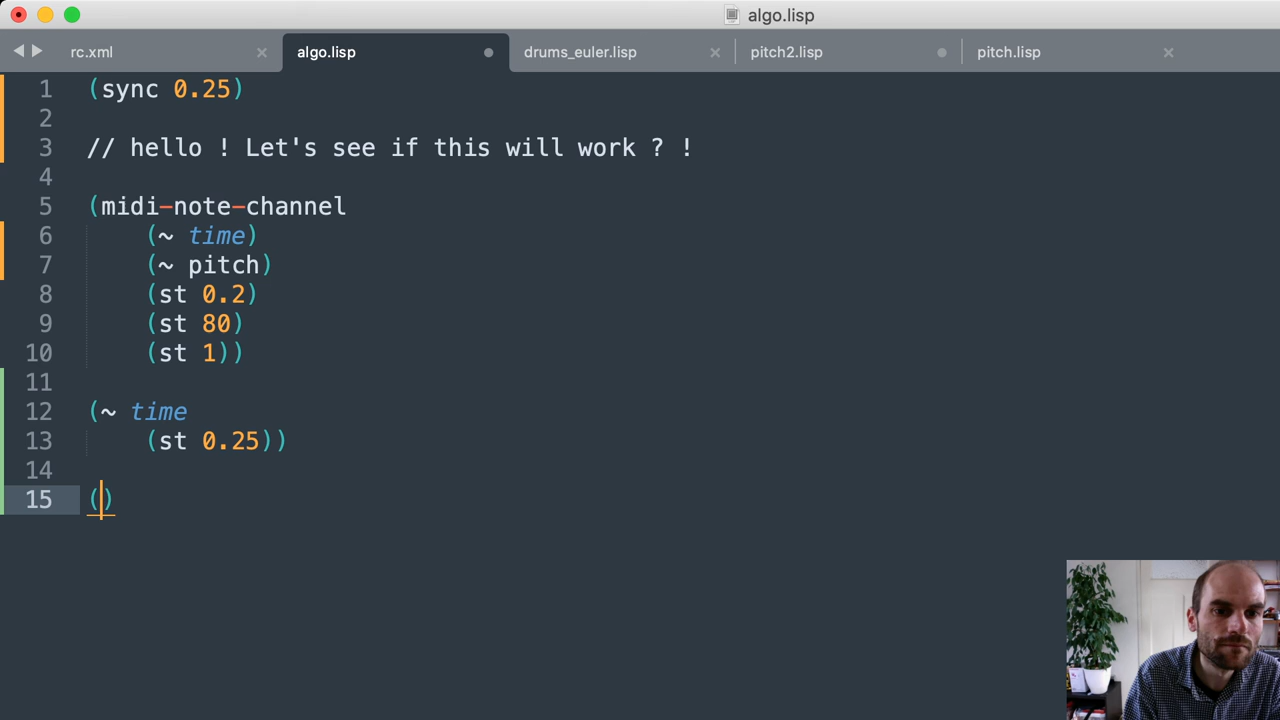 algo.lisp
rc.xml
algo.lisp
drums_euler.lisp
pitch2.lisp
pitch.lisp
1 (sync 0.25)
2
3 // hello ! Let's see if this will work ? !
4
5 (midi-note-channel
6 (~ time)
7 (~ pitch)
8 (st 0.2)
9 (st 80)
10 (st 1))
11
12 (~ time
13 (st 0.25))
14
15 ()